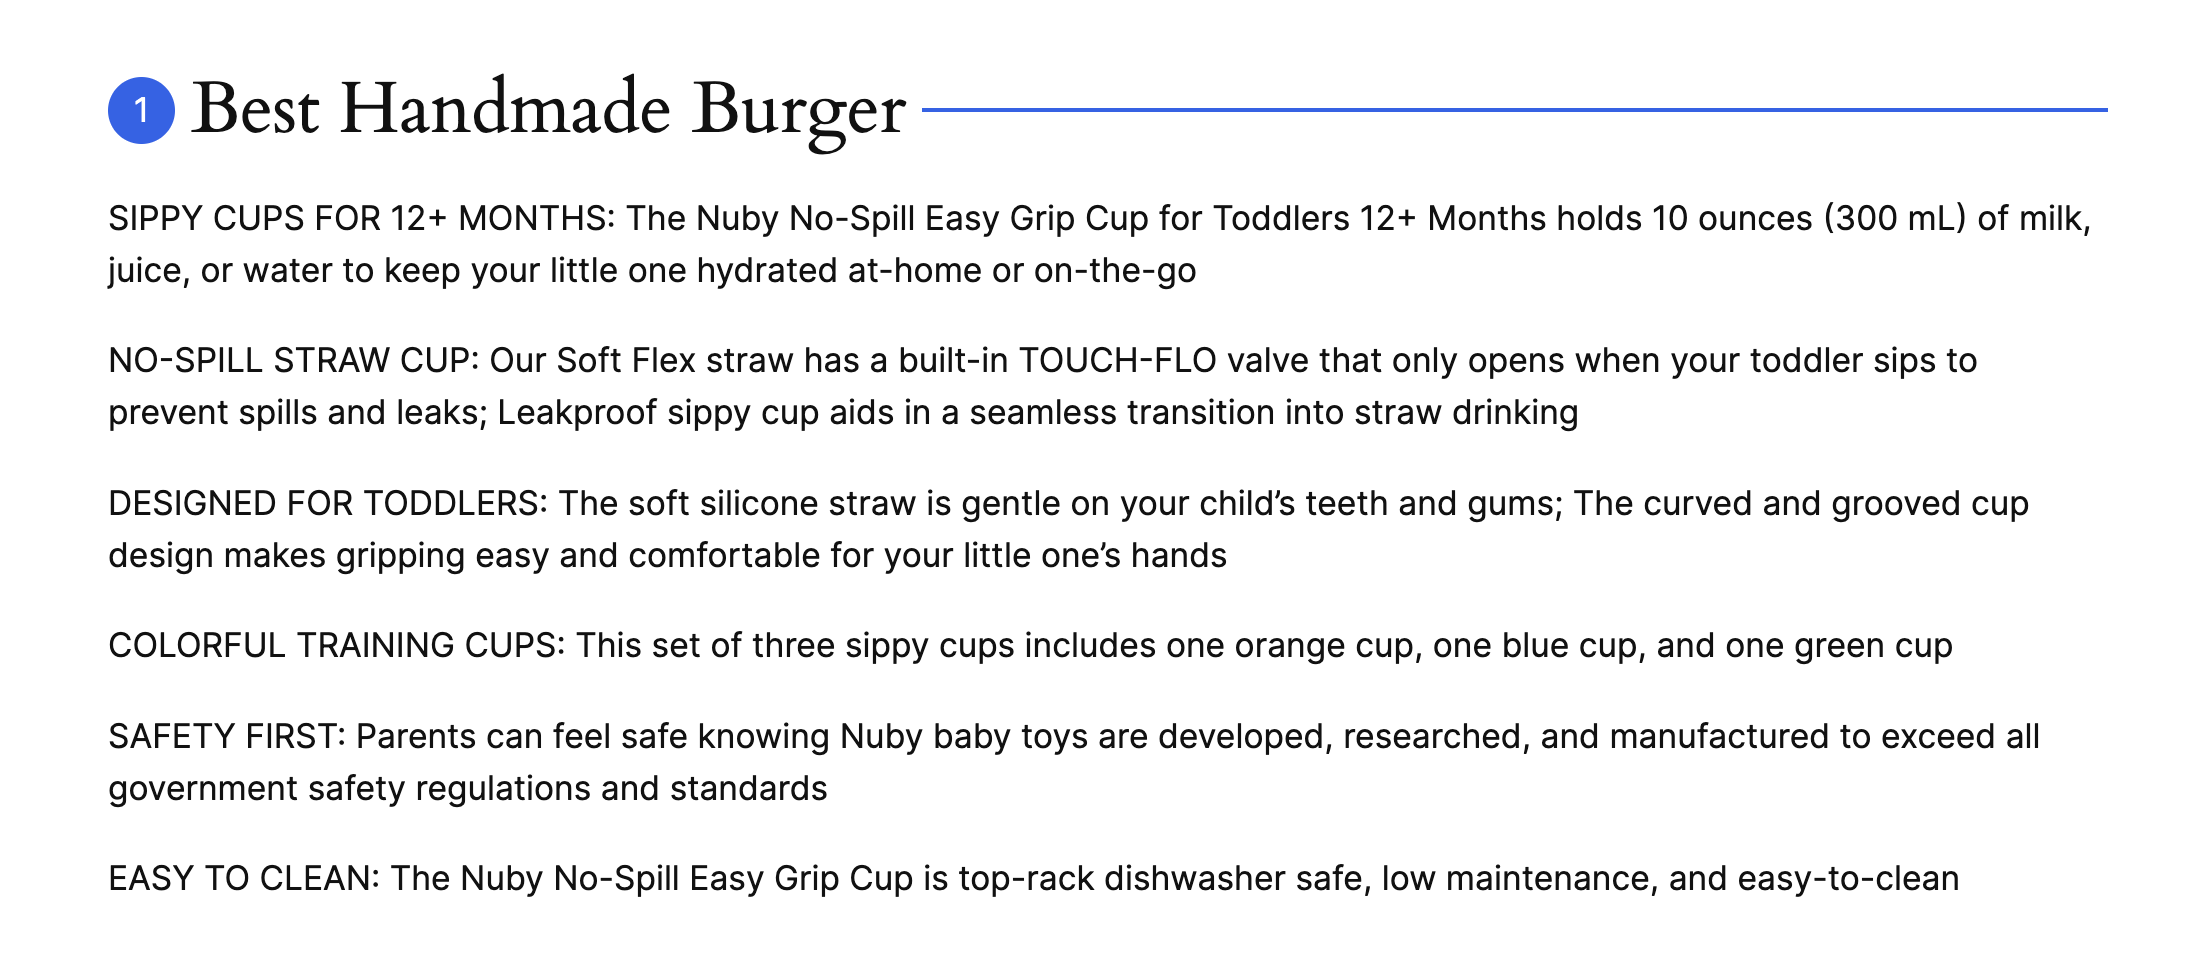 1 Best Handmade Burger
SIPPY CUPS FOR 12+ MONTHS: The Nuby No-Spill Easy Grip Cup for Toddlers 12+ Months holds 10 ounces (300 mL) of milk,
juice, or water to keep your little one hydrated at-home or on-the-go
NO-SPILL STRAW CUP: Our Soft Flex straw has a built-in TOUCH-FLO valve that only opens when your toddler sips to
prevent spills and leaks; Leakproof sippy cup aids in a seamless transition into straw drinking
DESIGNED FOR TODDLERS: The soft silicone straw is gentle on your child’s teeth and gums; The curved and grooved cup
design makes gripping easy and comfortable for your little one’s hands
COLORFUL TRAINING CUPS: This set of three sippy cups includes one orange cup, one blue cup, and one green cup
SAFETY FIRST: Parents can feel safe knowing Nuby baby toys are developed, researched, and manufactured to exceed all
government safety regulations and standards
EASY TO CLEAN: The Nuby No-Spill Easy Grip Cup is top-rack dishwasher safe, low maintenance, and easy-to-clean